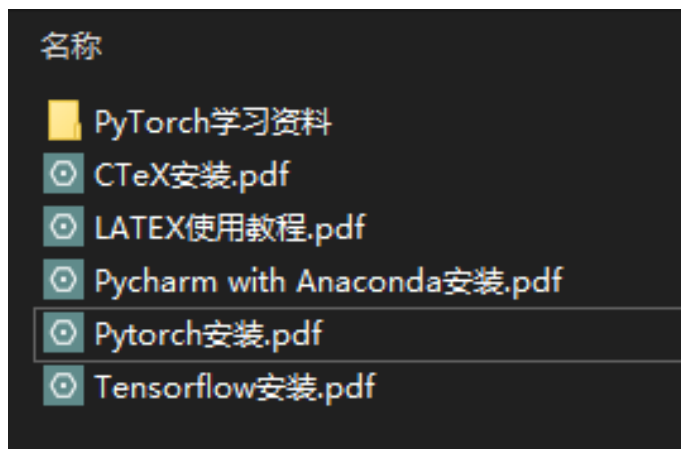 名称
PyTorch学习资料
CTeX安装.pdf
LATEX使用教程.pdf
Pycharm with Anaconda安装.pdf
Pytorch安装.pdf
Tensorflow安装.pdf